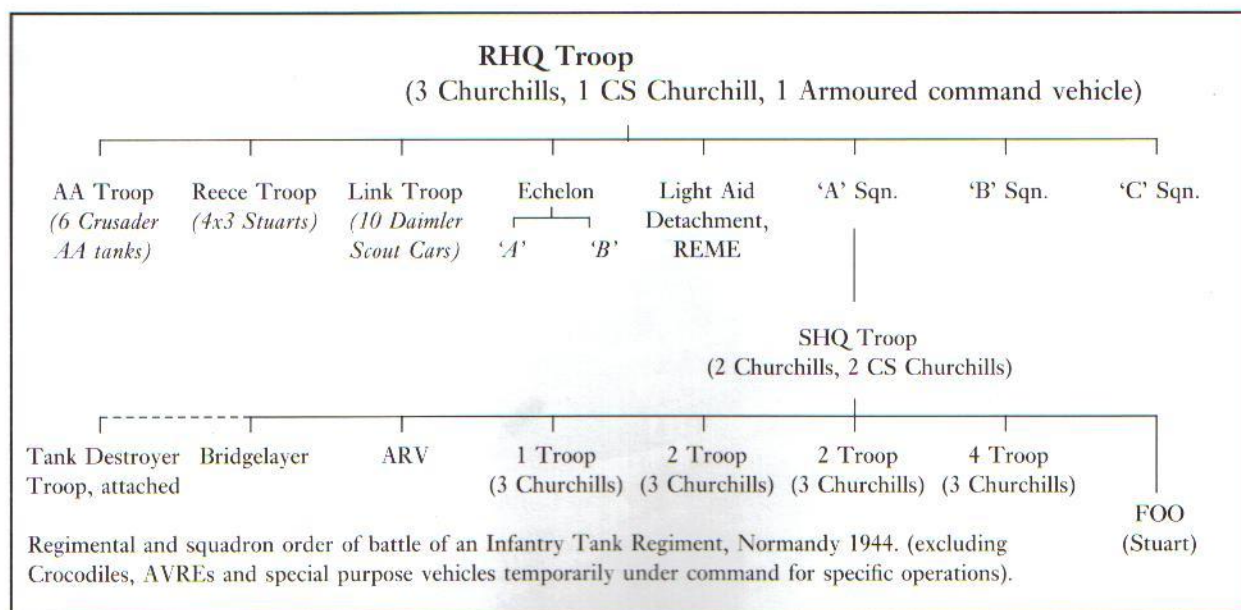 RHQ Troop
(3 Churchills, 1 CS Churchill, 1 Armoured command vehicle)
AA Troop
(6 Crusader
AA tanks)
Reece Troop
(4x3 Stuarts)
Link Troop
(10 Daimler
Scout Cars)
Echelon
‘A’ ‘B’
Light Aid
Detachment,
REME
‘A’ Sqn.
‘B’ Sqn.
‘C’ Sqn.
SHQ Troop
(2 Churchills, 2 CS Churchills)
Tank Destroyer
Troop, attached
Bridgelayer
ARV
1 Troop
(3 Churchills)
2 Troop
(3 Churchills)
2 Troop
(3 Churchills)
4 Troop
(3 Churchills)
FOO
(Stuart)
Regimental and squadron order of battle of an Infantry Tank Regiment, Normandy 1944. (excluding
Crocodiles, AVREs and special purpose vehicles temporarily under command for specific operations).